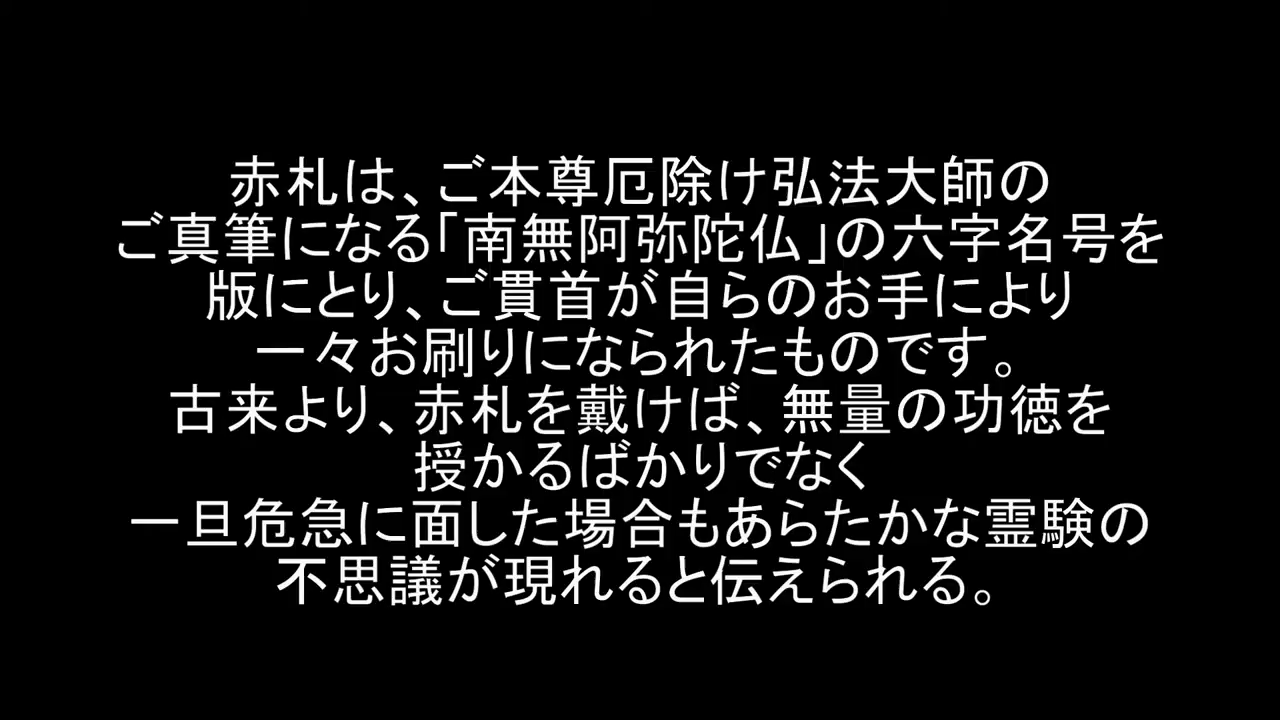 赤札は、ご本尊厄除け弘法大師の
ご真筆になる「南無阿弥陀仏」の六字名号を
版にとり、ご貫首が自らのお手により
一々お刷りになられたものです。
古来より、赤札を戴けば、無量の功徳を
授かるばかりでなく
一旦危急に面した場合もあらたかな霊験の
不思議が現れると伝えられる。